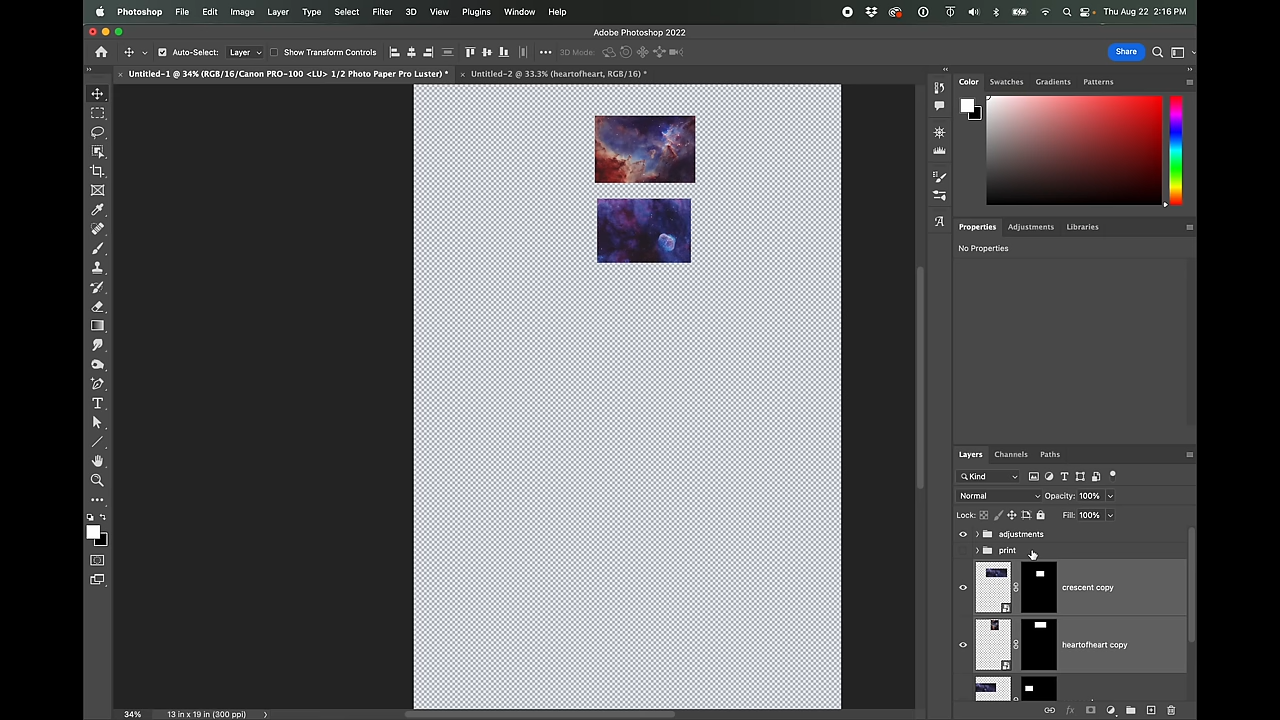 Photoshop File Edit Image Layer Type Select Filter 3D View Plugins Window Help Thu Aug 22 2:16 PM
Adobe Photoshop 2022
Auto-Select: Layer Show Transform Controls 3D Mode: Share
Untitled-1 @ 34% (RGB/16/Canon PRO-100 <LU> 1/2 Photo Paper Pro Luster) * Untitled-2 @ 33.3% (heartofheart, RGB/16) *
Color Swatches Gradients Patterns
Properties Adjustments Libraries
No Properties
Layers Channels Paths
Kind
Normal Opacity: 100%
Lock: Fill: 100%
adjustments
print
crescent copy
heartofheart copy
34% 13 in x 19 in (300 ppi)